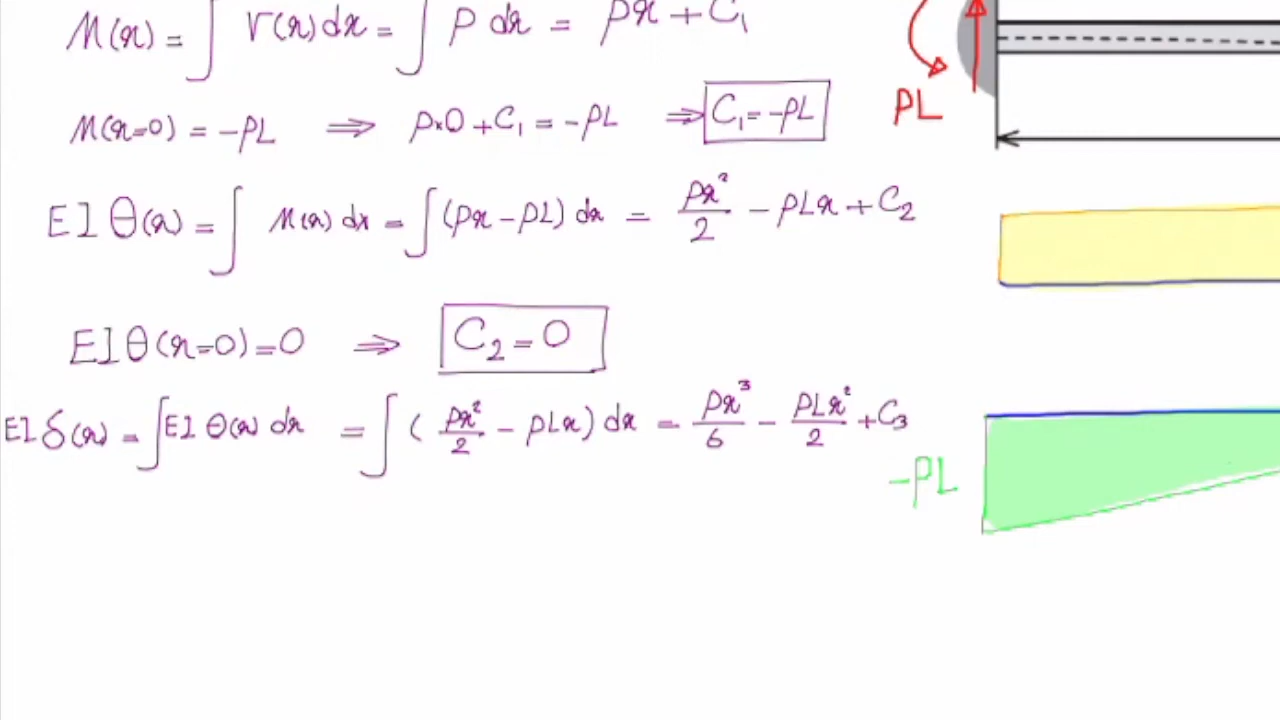 M(x) = ∫ V(x) dx = ∫ P dx = Px + C₁
M(x=0) = -PL ⇒ P×0 + C₁ = -PL ⇒ C₁ = -PL
PL
EI θ(x) = ∫ M(x) dx = ∫ (Px - PL) dx = Px²/2 - PLx + C₂
EI θ(x=0) = 0 ⇒ C₂ = 0
EI δ(x) = ∫ EI θ(x) dx = ∫ (Px²/2 - PLx) dx = Px³/6 - PLx²/2 + C₃
-PL